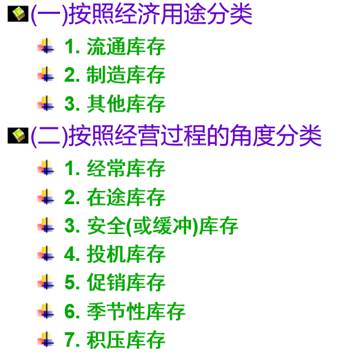 (一)按照经济用途分类
1. 流通库存
2. 制造库存
3. 其他库存
(二)按照经营过程的角度分类
1. 经常库存
2. 在途库存
3. 安全(或缓冲)库存
4. 投机库存
5. 促销库存
6. 季节性库存
7. 积压库存